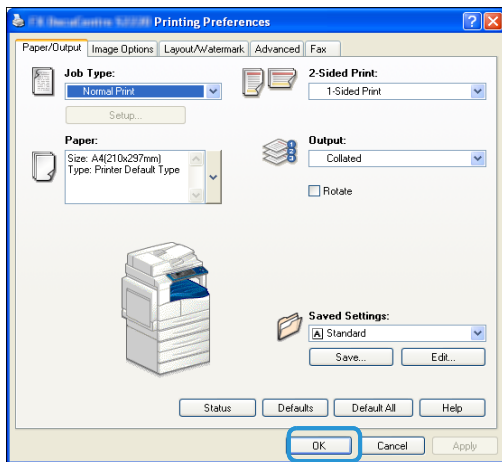 Printing Preferences
Paper/Output Image Options Layout/Watermark Advanced Fax
Job Type:
Normal Print
Setup...
2-Sided Print:
1-Sided Print
Paper:
Size: A4(210x297mm)
Type: Printer Default Type
Output:
Collated
Rotate
Saved Settings:
A Standard
Save... Edit...
Status Defaults Default All Help
OK Cancel Apply